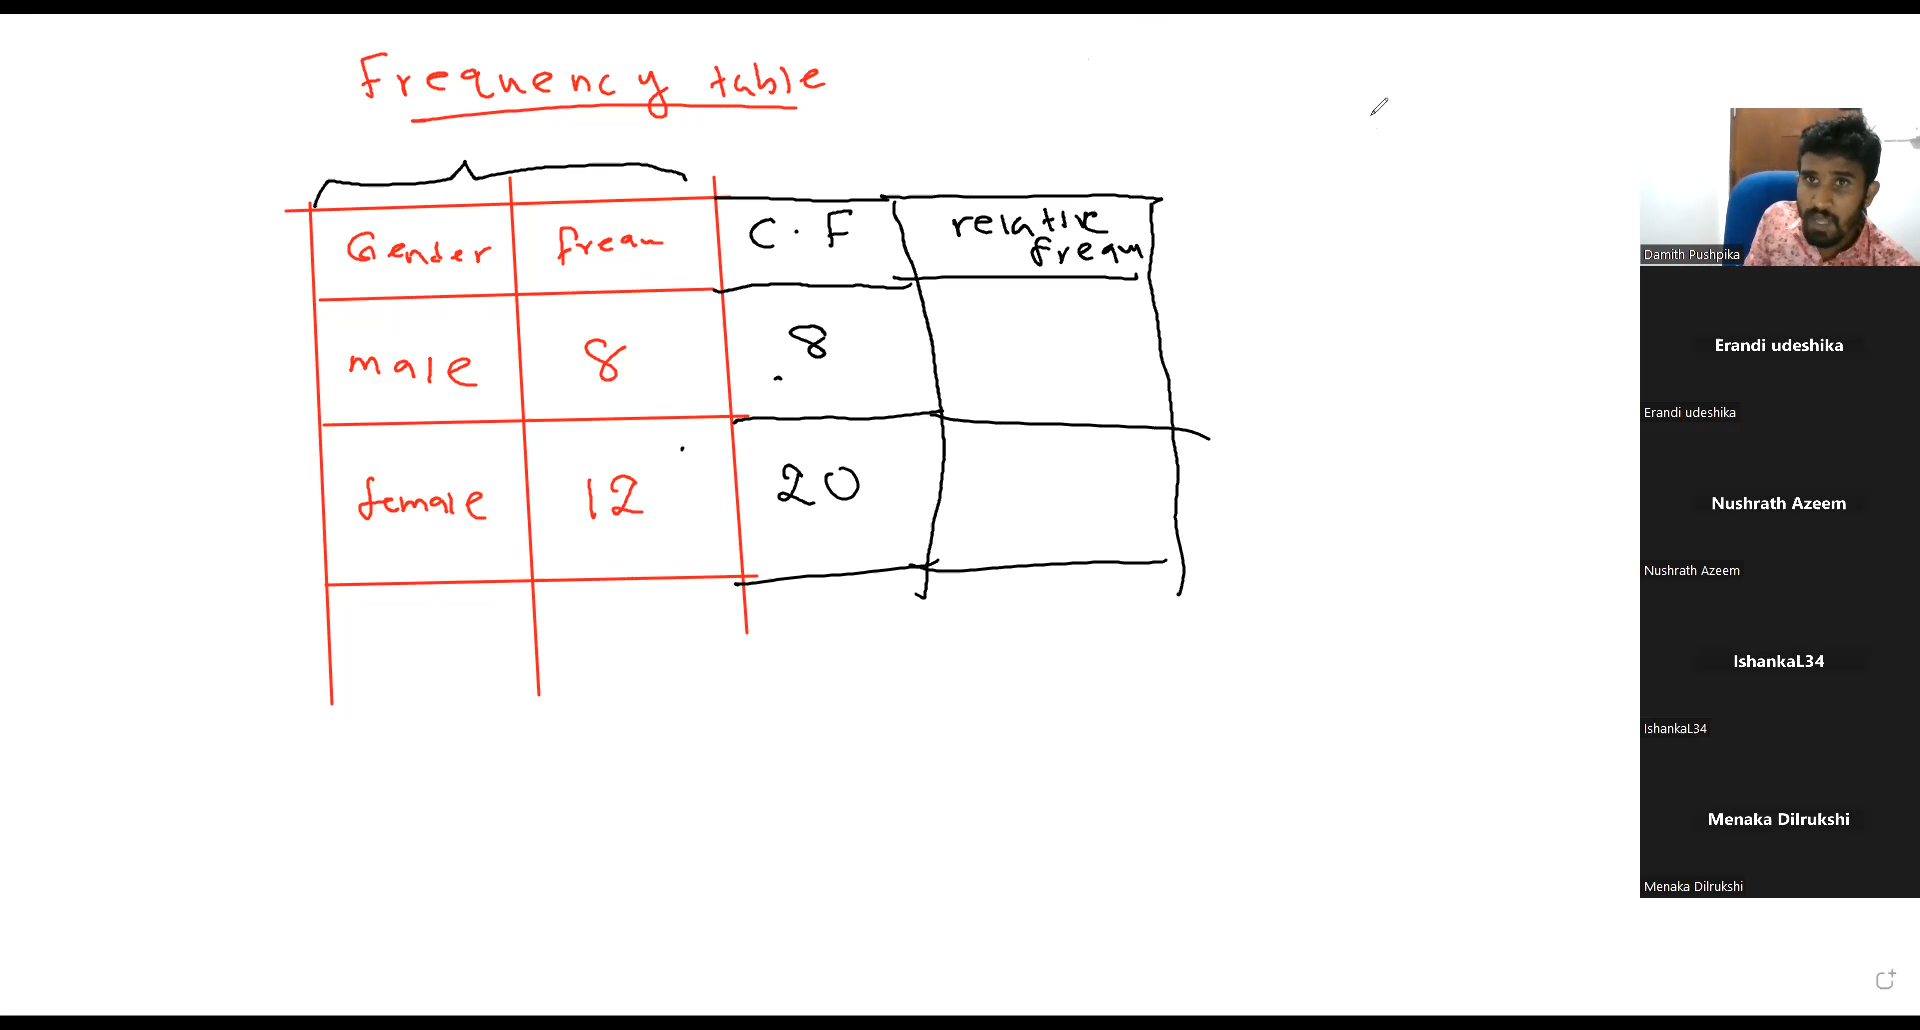 Frequency table
Gender frequ C.F relative frequ
male 8 8
female 12 20
Damith Pushpika
Erandi udeshika
Erandi udeshika
Nushrath Azeem
Nushrath Azeem
IshankaL34
IshankaL34
Menaka Dilrukshi
Menaka Dilrukshi